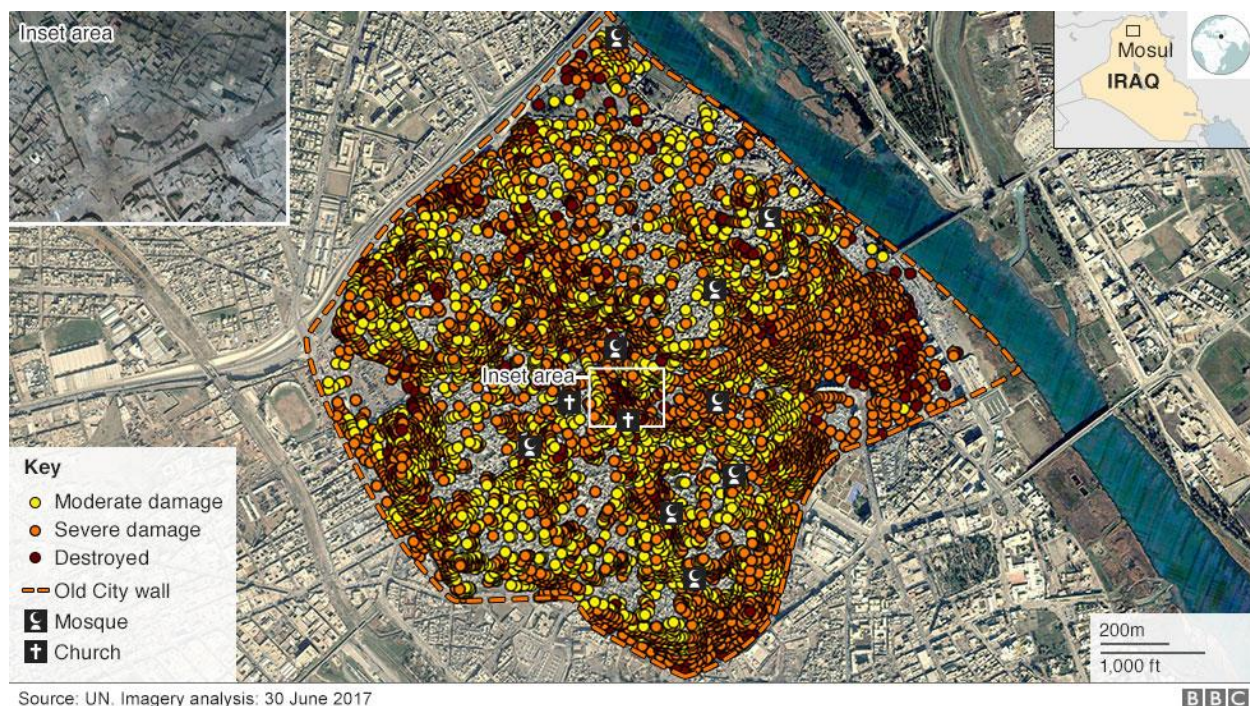 Inset area
Mosul
IRAQ
Inset area
Key
Moderate damage
Severe damage
Destroyed
Old City wall
Mosque
Church
200m
1,000 ft
Source: UN. Imagery analysis: 30 June 2017
BBC